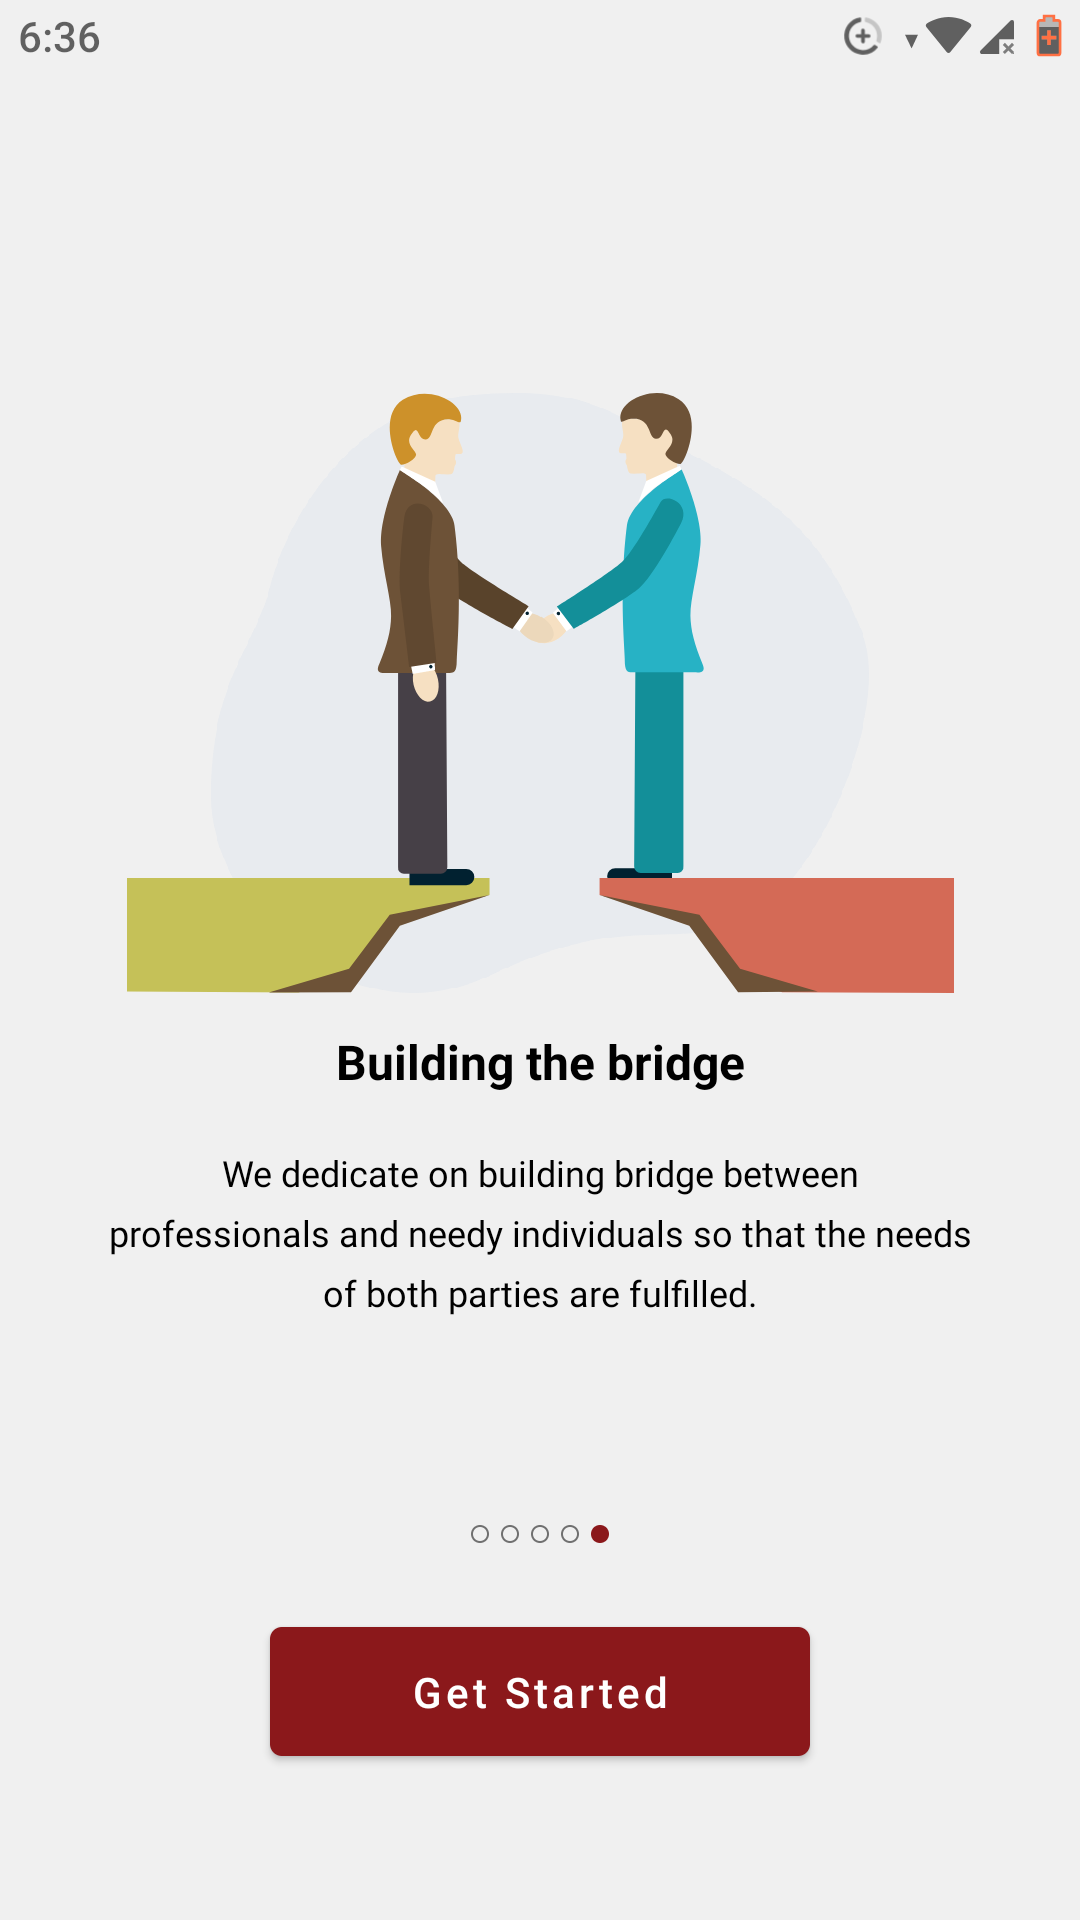 6:36
Building the bridge
We dedicate on building bridge between
professionals and needy individuals so that the needs
of both parties are fulfilled.
Get Started